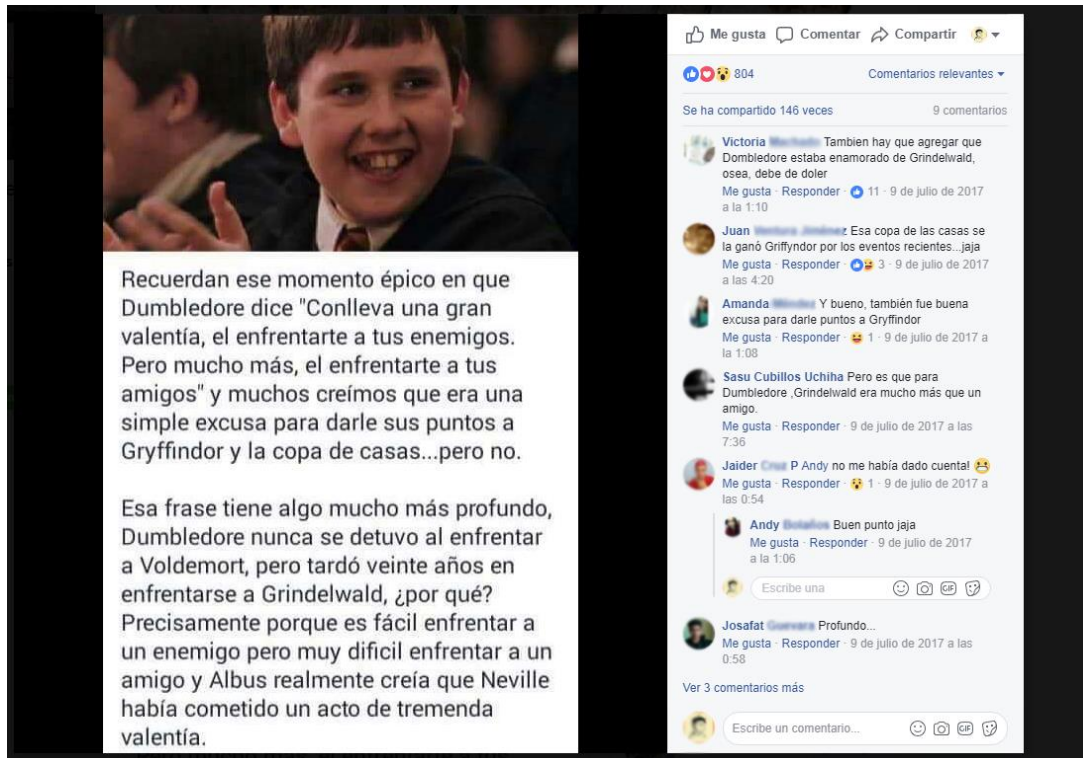 Recuerdan ese momento épico en que
Dumbledore dice "Conlleva una gran
valentía, el enfrentarte a tus enemigos.
Pero mucho más, el enfrentarte a tus
amigos" y muchos creímos que era una
simple excusa para darle sus puntos a
Gryffindor y la copa de casas...pero no.
Esa frase tiene algo mucho más profundo,
Dumbledore nunca se detuvo al enfrentar
a Voldemort, pero tardó veinte años en
enfrentarse a Grindelwald, ¿por qué?
Precisamente porque es fácil enfrentar a
un enemigo pero muy dificil enfrentar a un
amigo y Albus realmente creía que Neville
había cometido un acto de tremenda
valentía.
Me gusta Comentar Compartir
804 Comentarios relevantes
Se ha compartido 146 veces 9 comentarios
Victoria Tambien hay que agregar que
Dombledore estaba enamorado de Grindelwald,
osea, debe de doler
Me gusta · Responder · 11 · 9 de julio de 2017
a la 1:10
Juan Esa copa de las casas se
la ganó Griffyndor por los eventos recientes...jaja
Me gusta · Responder · 3 · 9 de julio de 2017
a las 4:20
Amanda Y bueno, también fue buena
excusa para darle puntos a Gryffindor
Me gusta · Responder · 1 · 9 de julio de 2017 a
la 1:08
Sasu Cubillos Uchiha Pero es que para
Dumbledore ,Grindelwald era mucho más que un
amigo.
Me gusta · Responder · 9 de julio de 2017 a las
7:36
Jaider P Andy no me había dado cuenta!
Me gusta · Responder · 1 · 9 de julio de 2017 a
las 0:54
Andy Buen punto jaja
Me gusta · Responder · 9 de julio de 2017
a la 1:06
Escribe una GIF
Josafat Profundo...
Me gusta · Responder · 9 de julio de 2017 a las
0:58
Ver 3 comentarios más
Escribe un comentario... GIF